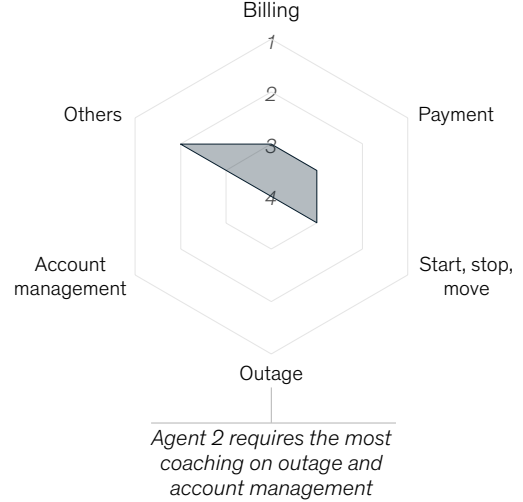 Billing
1
2
Others
Payment
3
4
Account
management
Start, stop,
move
Outage
Agent 2 requires the most
coaching on outage and
account management